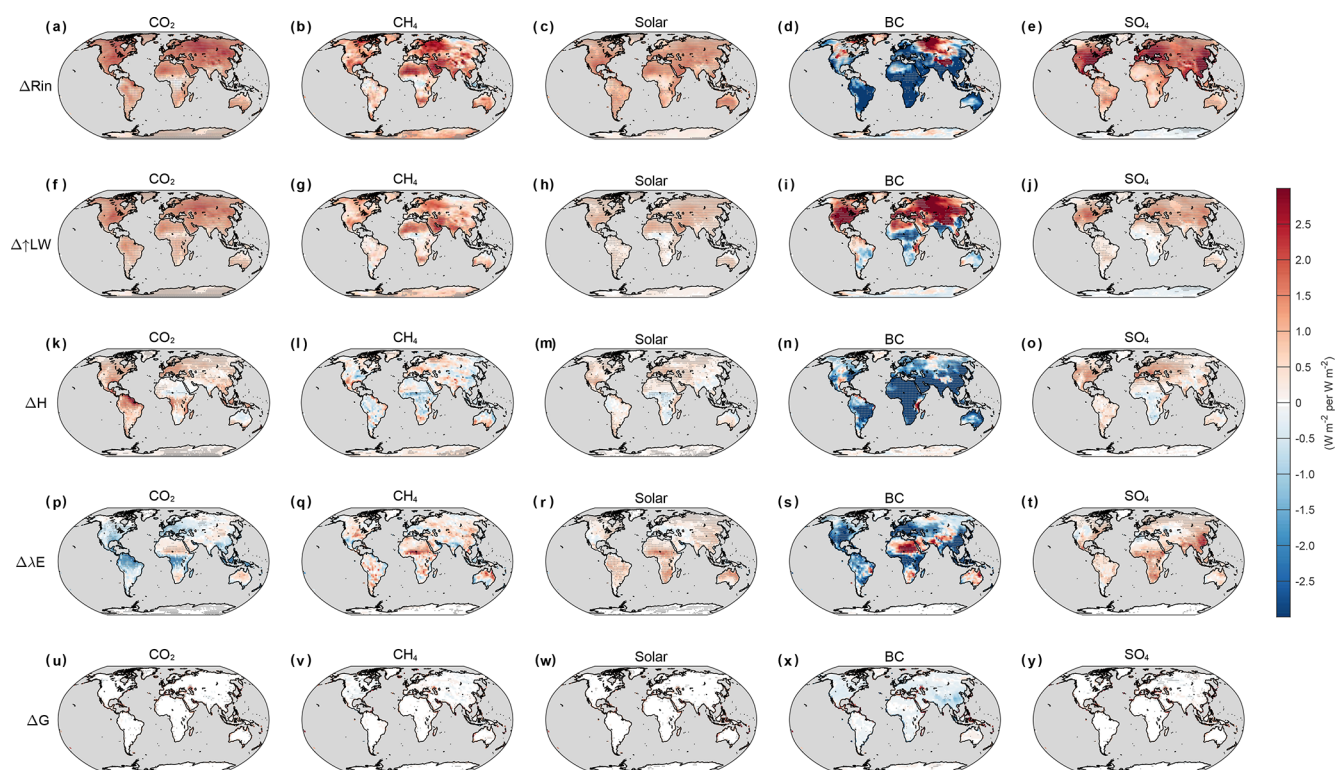 (a) CO₂ (b) CH₄ (c) Solar (d) BC (e) SO₄
ΔRin
(f) CO₂ (g) CH₄ (h) Solar (i) BC (j) SO₄
Δ↑LW
(k) CO₂ (l) CH₄ (m) Solar (n) BC (o) SO₄
ΔH
(p) CO₂ (q) CH₄ (r) Solar (s) BC (t) SO₄
ΔλE
(u) CO₂ (v) CH₄ (w) Solar (x) BC (y) SO₄
ΔG
2.5
2.0
1.5
1.0
0.5
0
-0.5
-1.0
-1.5
-2.0
-2.5
(W m⁻² per W m⁻²)